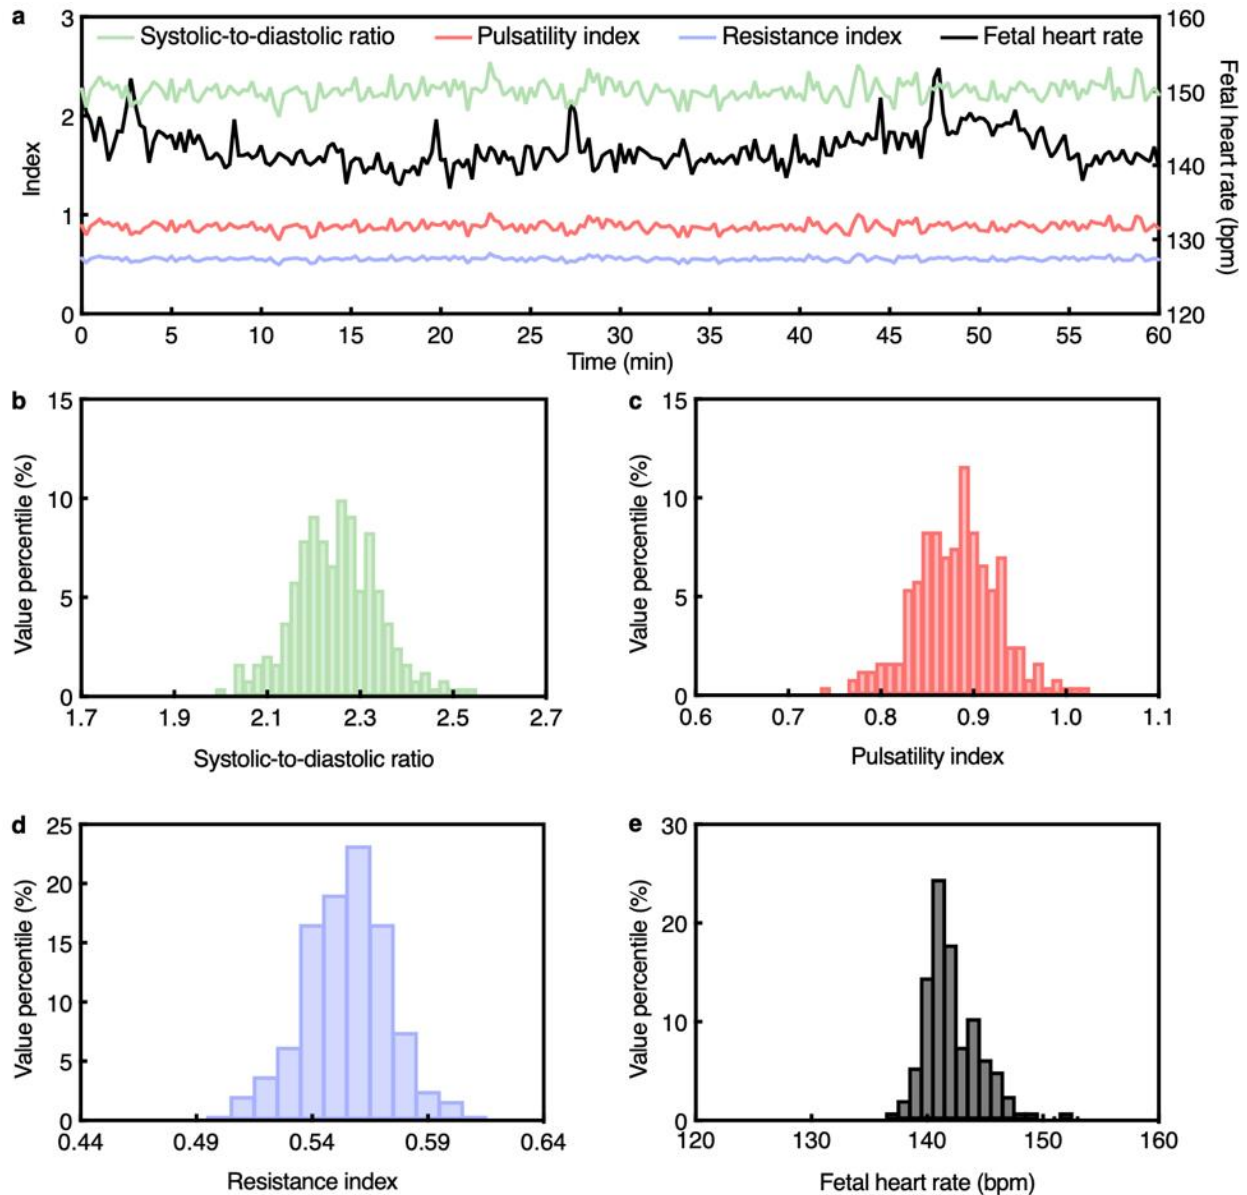 a
3 160
Systolic-to-diastolic ratio Pulsatility index Resistance index Fetal heart rate
2 150
1 140
0 130
120
Index
Fetal heart rate (bpm)
0 5 10 15 20 25 30 35 40 45 50 55 60
Time (min)
b
15
10
5
0
Value percentile (%)
1.7 1.9 2.1 2.3 2.5 2.7
Systolic-to-diastolic ratio
c
15
10
5
0
Value percentile (%)
0.6 0.7 0.8 0.9 1.0 1.1
Pulsatility index
d
25
20
15
10
5
0
Value percentile (%)
0.44 0.49 0.54 0.59 0.64
Resistance index
e
30
20
10
0
Value percentile (%)
120 130 140 150 160
Fetal heart rate (bpm)